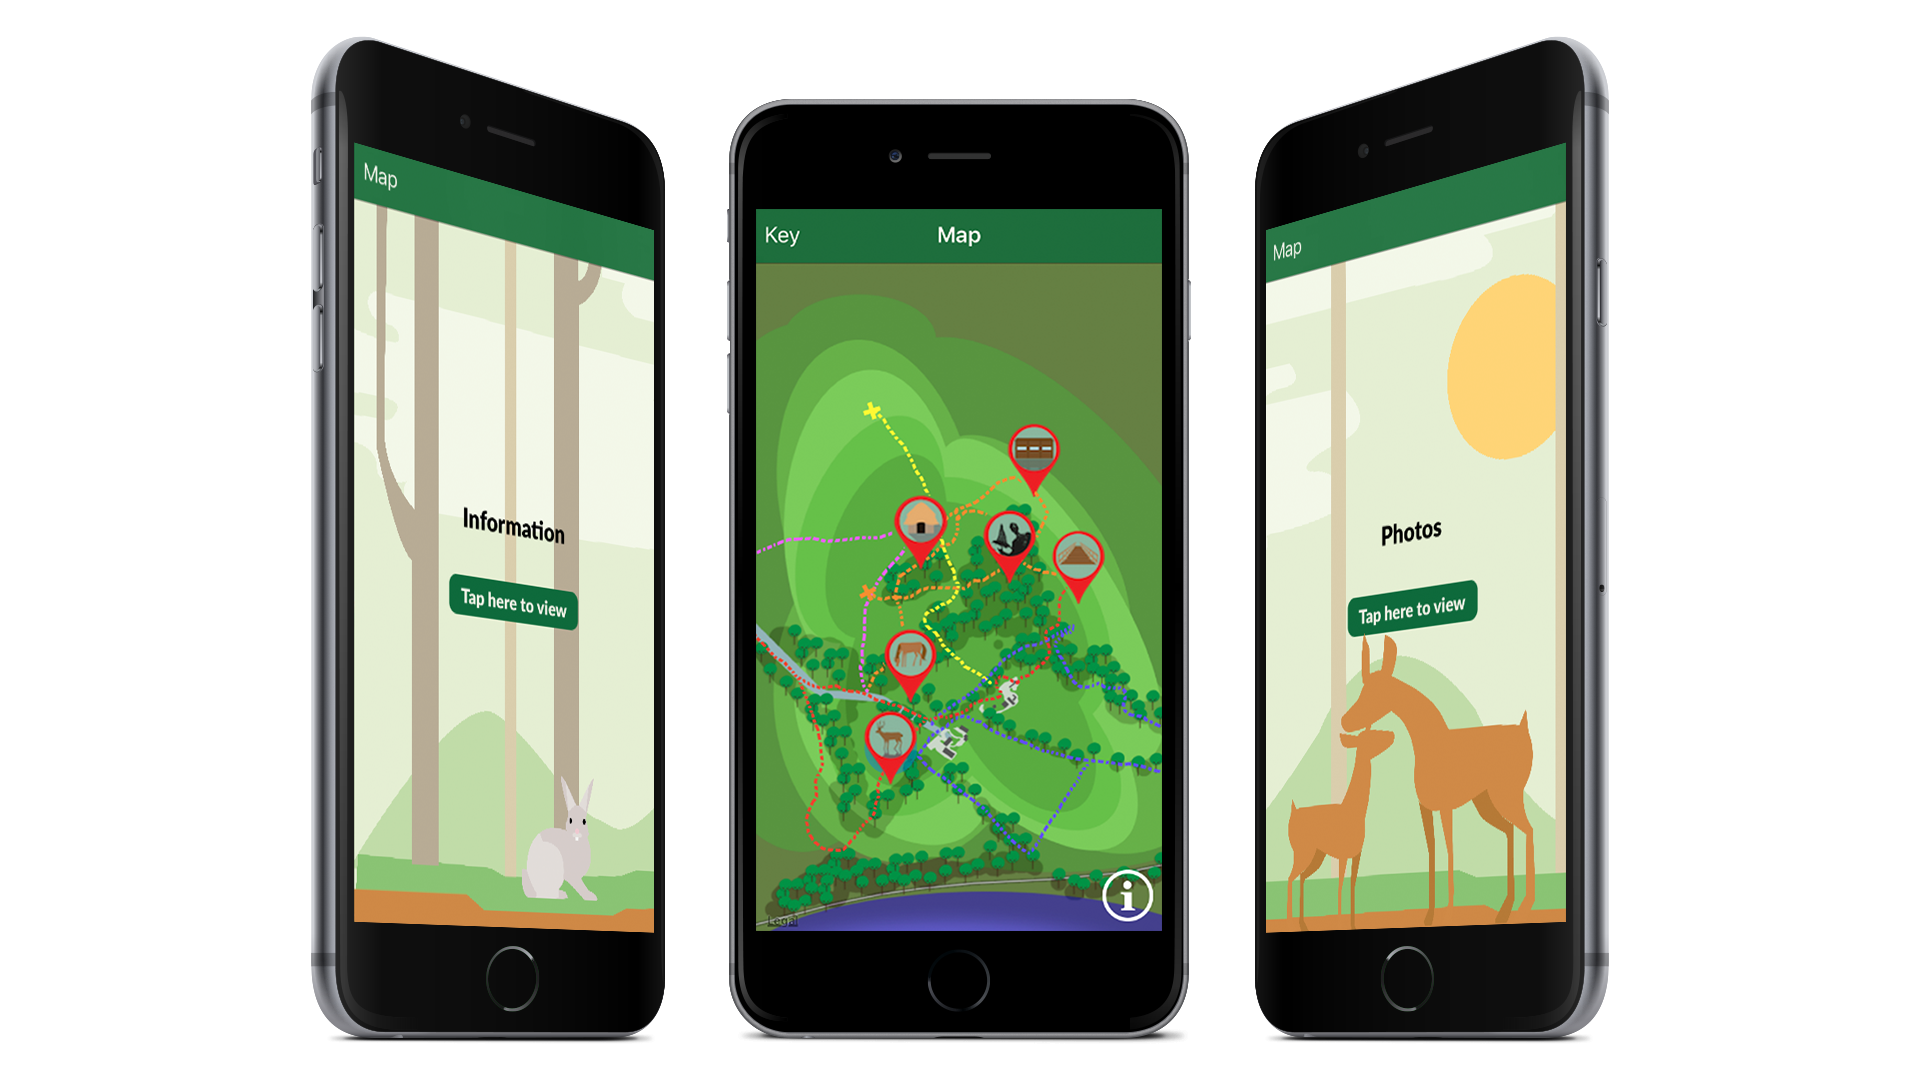 Map
Information
Tap here to view
Key
Map
Legal
Map
Photos
Tap here to view